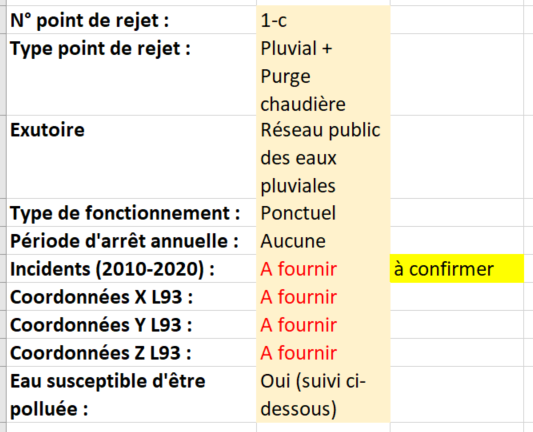 N° point de rejet : 1-c
Type point de rejet : Pluvial +
Purge
chaudière
Exutoire Réseau public
des eaux
pluviales
Type de fonctionnement : Ponctuel
Période d'arrêt annuelle : Aucune
Incidents (2010-2020) : A fournir à confirmer
Coordonnées X L93 : A fournir
Coordonnées Y L93 : A fournir
Coordonnées Z L93 : A fournir
Eau susceptible d'être Oui (suivi ci-
polluée : dessous)